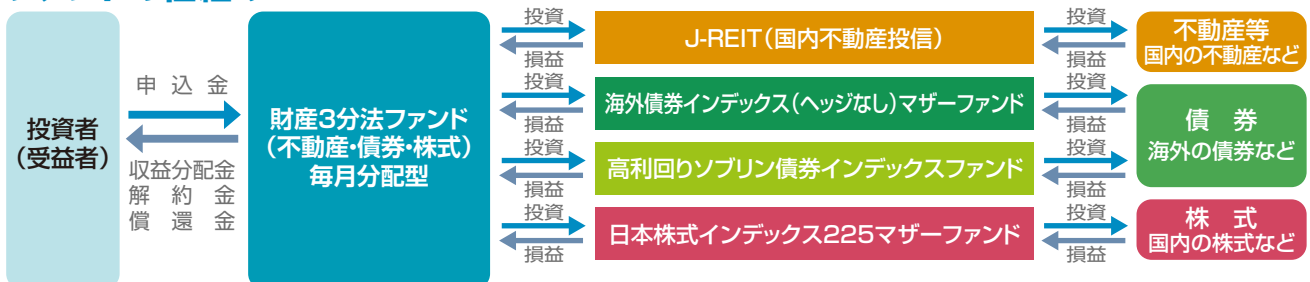 投資者
(受益者)
申込金
収益分配金
解約金
償還金
財産3分法ファンド
(不動産・債券・株式)
毎月分配型
投資
損益
J-REIT(国内不動産投信)
投資
損益
不動産等
国内の不動産など
投資
損益
海外債券インデックス(ヘッジなし)マザーファンド
投資
損益
投資
損益
高利回りソブリン債券インデックスファンド
投資
損益
債券
海外の債券など
投資
損益
日本株式インデックス225マザーファンド
投資
損益
株式
国内の株式など